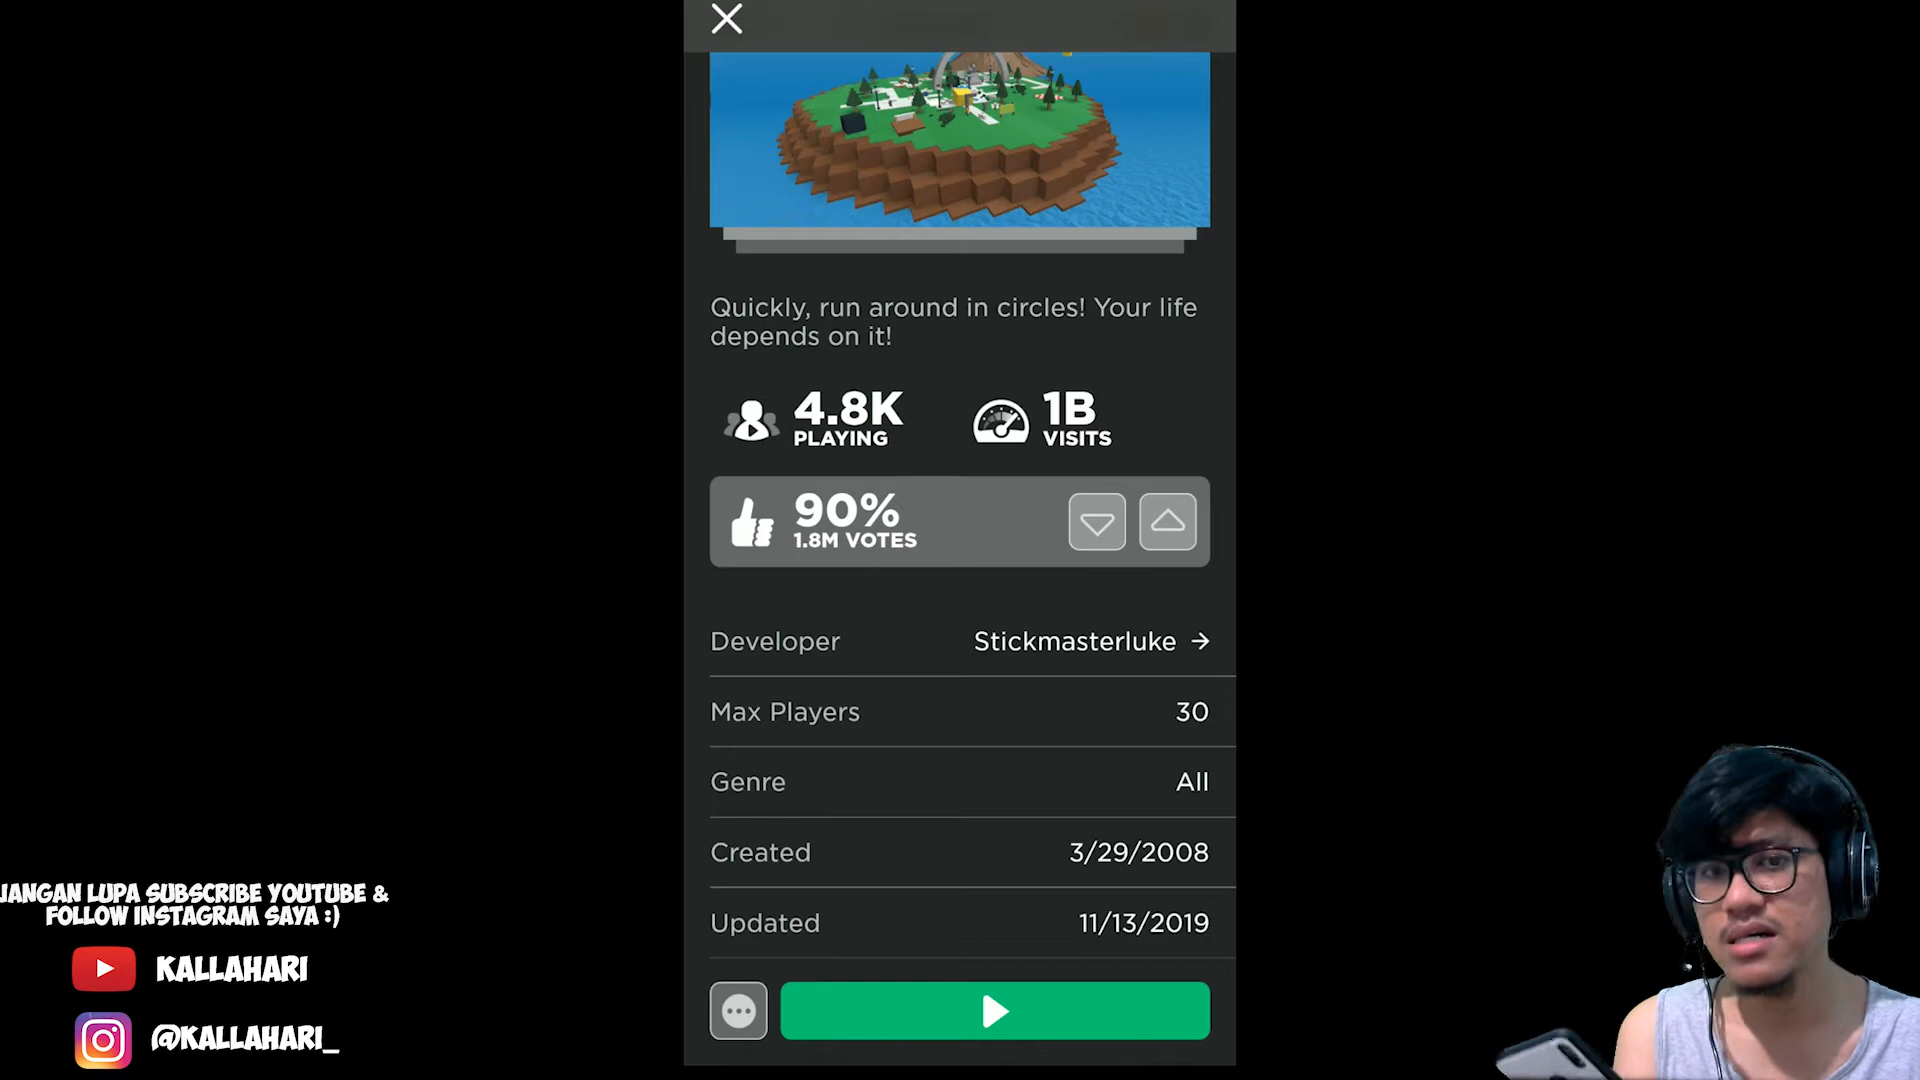 Quickly, run around in circles! Your life
depends on it!
4.8K
PLAYING
1B
VISITS
90%
1.8M VOTES
Developer Stickmasterluke →
Max Players 30
Genre All
Created 3/29/2008
Updated 11/13/2019
JANGAN LUPA SUBSCRIBE YOUTUBE &
FOLLOW INSTAGRAM SAYA :)
KALLAHARI
@KALLAHARI_